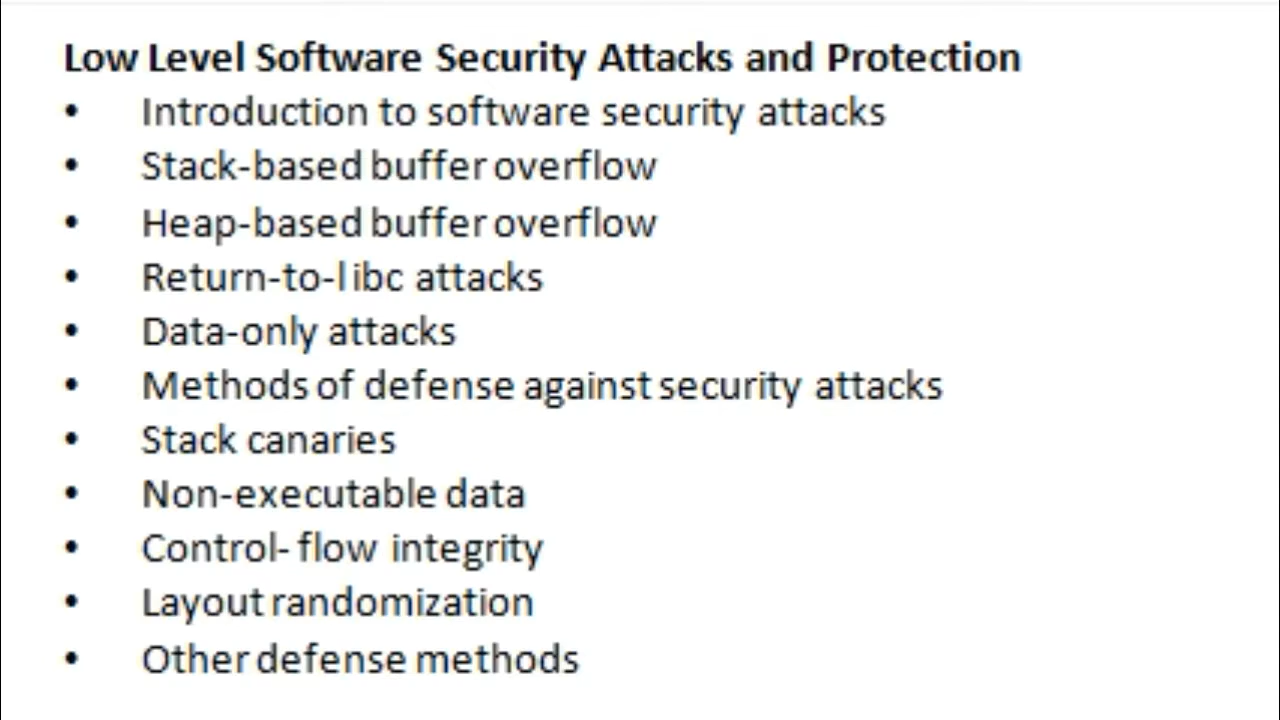 Low Level Software Security Attacks and Protection
• Introduction to software security attacks
• Stack-based buffer overflow
• Heap-based buffer overflow
• Return-to-libc attacks
• Data-only attacks
• Methods of defense against security attacks
• Stack canaries
• Non-executable data
• Control- flow integrity
• Layout randomization
• Other defense methods